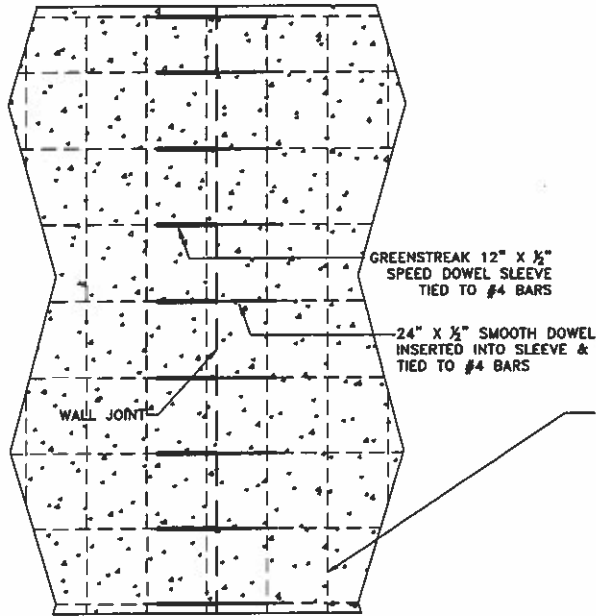 GREENSTREAK 12" X ½"
SPEED DOWEL SLEEVE
TIED TO #4 BARS
24" X ½" SMOOTH DOWEL
INSERTED INTO SLEEVE &
TIED TO #4 BARS
WALL JOINT